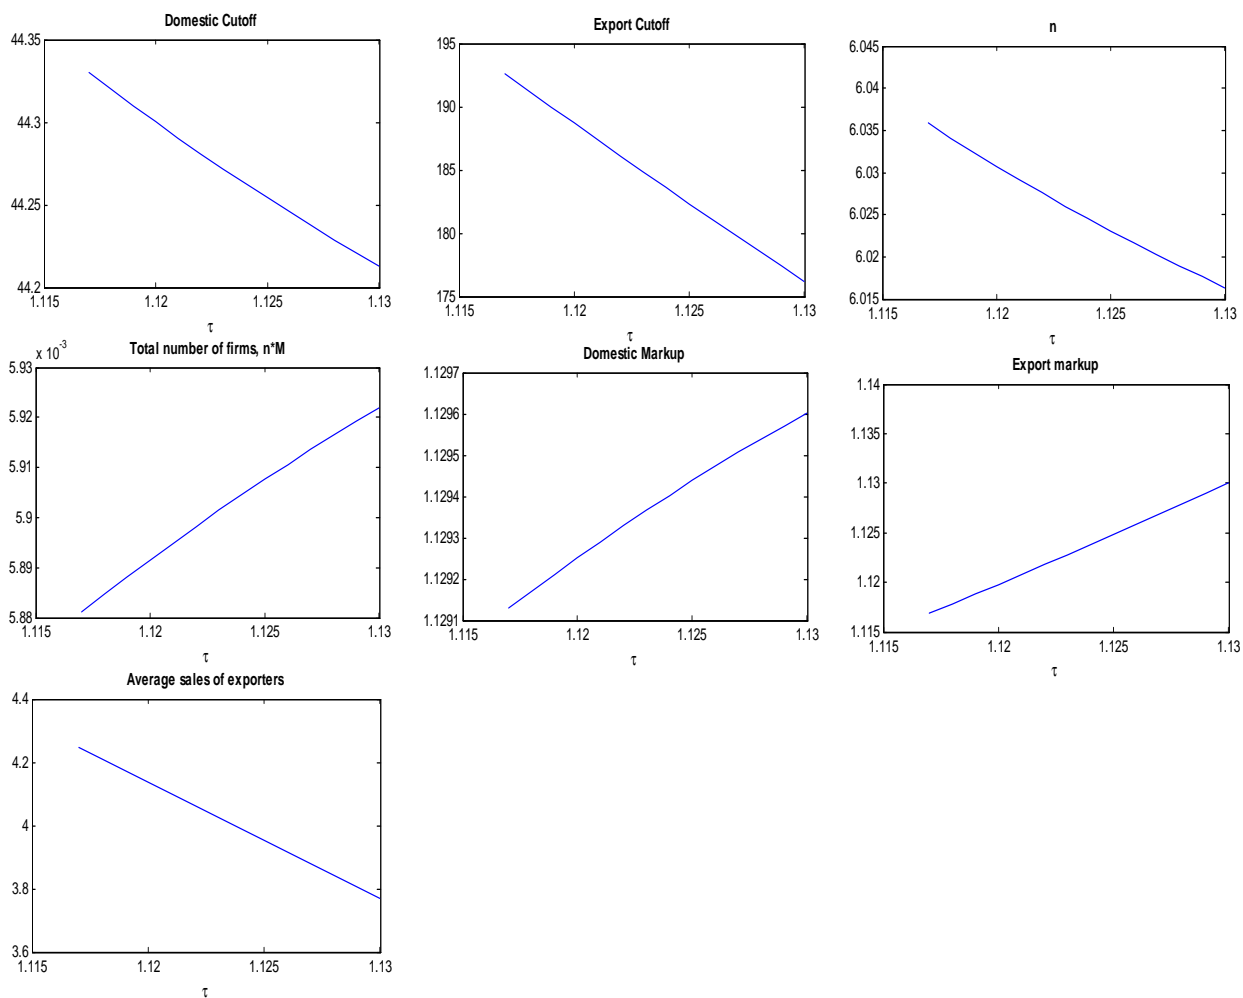 Domestic Cutoff
44.35
44.3
44.25
44.2
1.115 1.12 1.125 1.13
τ
Export Cutoff
195
190
185
180
175
1.115 1.12 1.125 1.13
τ
n
6.045
6.04
6.035
6.03
6.025
6.02
6.015
1.115 1.12 1.125 1.13
τ
Total number of firms, n*M
x 10^-3
5.93
5.92
5.91
5.9
5.89
5.88
1.115 1.12 1.125 1.13
τ
Domestic Markup
1.1297
1.1296
1.1295
1.1294
1.1293
1.1292
1.1291
1.115 1.12 1.125 1.13
τ
Export markup
1.14
1.135
1.13
1.125
1.12
1.115
1.115 1.12 1.125 1.13
τ
Average sales of exporters
4.4
4.2
4
3.8
3.6
1.115 1.12 1.125 1.13
τ